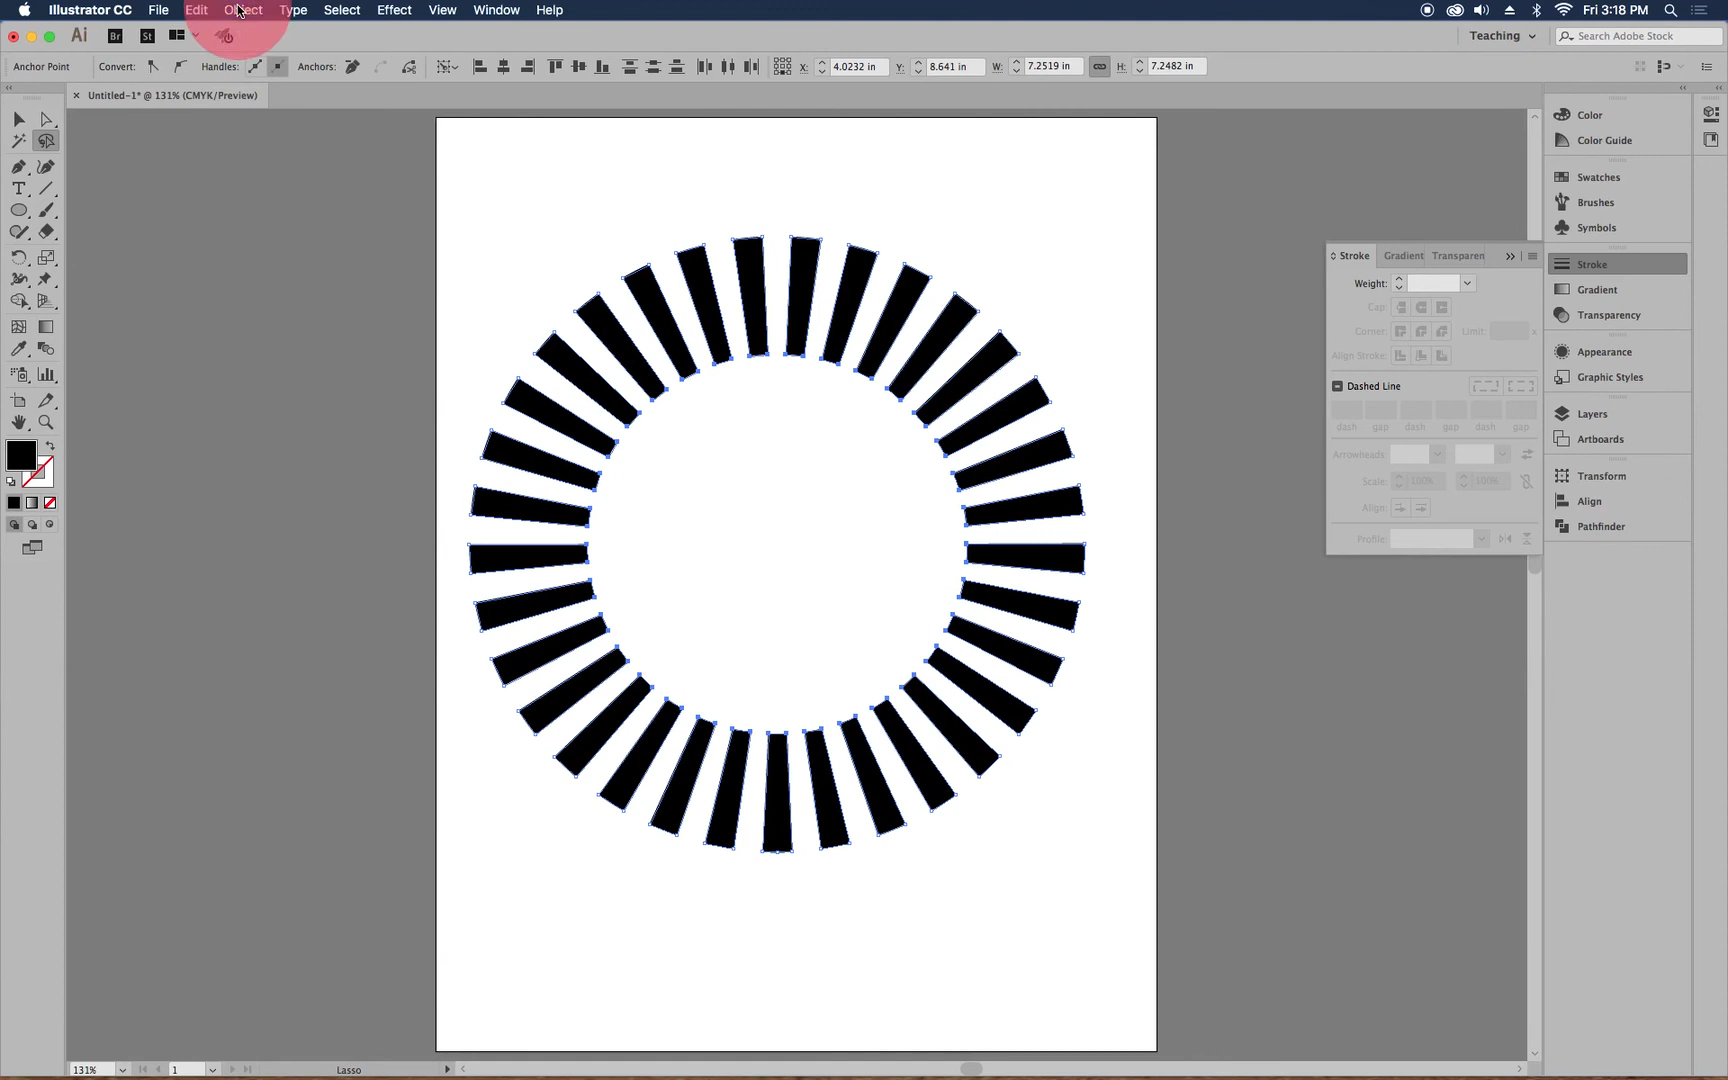 Illustrator CC File Edit Object Type Select Effect View Window Help Fri 3:18 PM
Ai Br St Teaching Search Adobe Stock
Anchor Point Convert: Handles: Anchors: X: 4.0232 in Y: 8.641 in W: 7.2519 in H: 7.2482 in
× Untitled-1* @ 131% (CMYK/Preview)
Color
Color Guide
Swatches
Brushes
Symbols
Stroke
Gradient
Transparency
Appearance
Graphic Styles
Layers
Artboards
Transform
Align
Pathfinder
Stroke Gradient Transparen
Weight:
Cap:
Corner: Limit: x
Align Stroke:
Dashed Line
dash gap dash gap dash gap
Arrowheads:
Scale: 100% 100%
Align:
Profile:
T
131% 1 Lasso